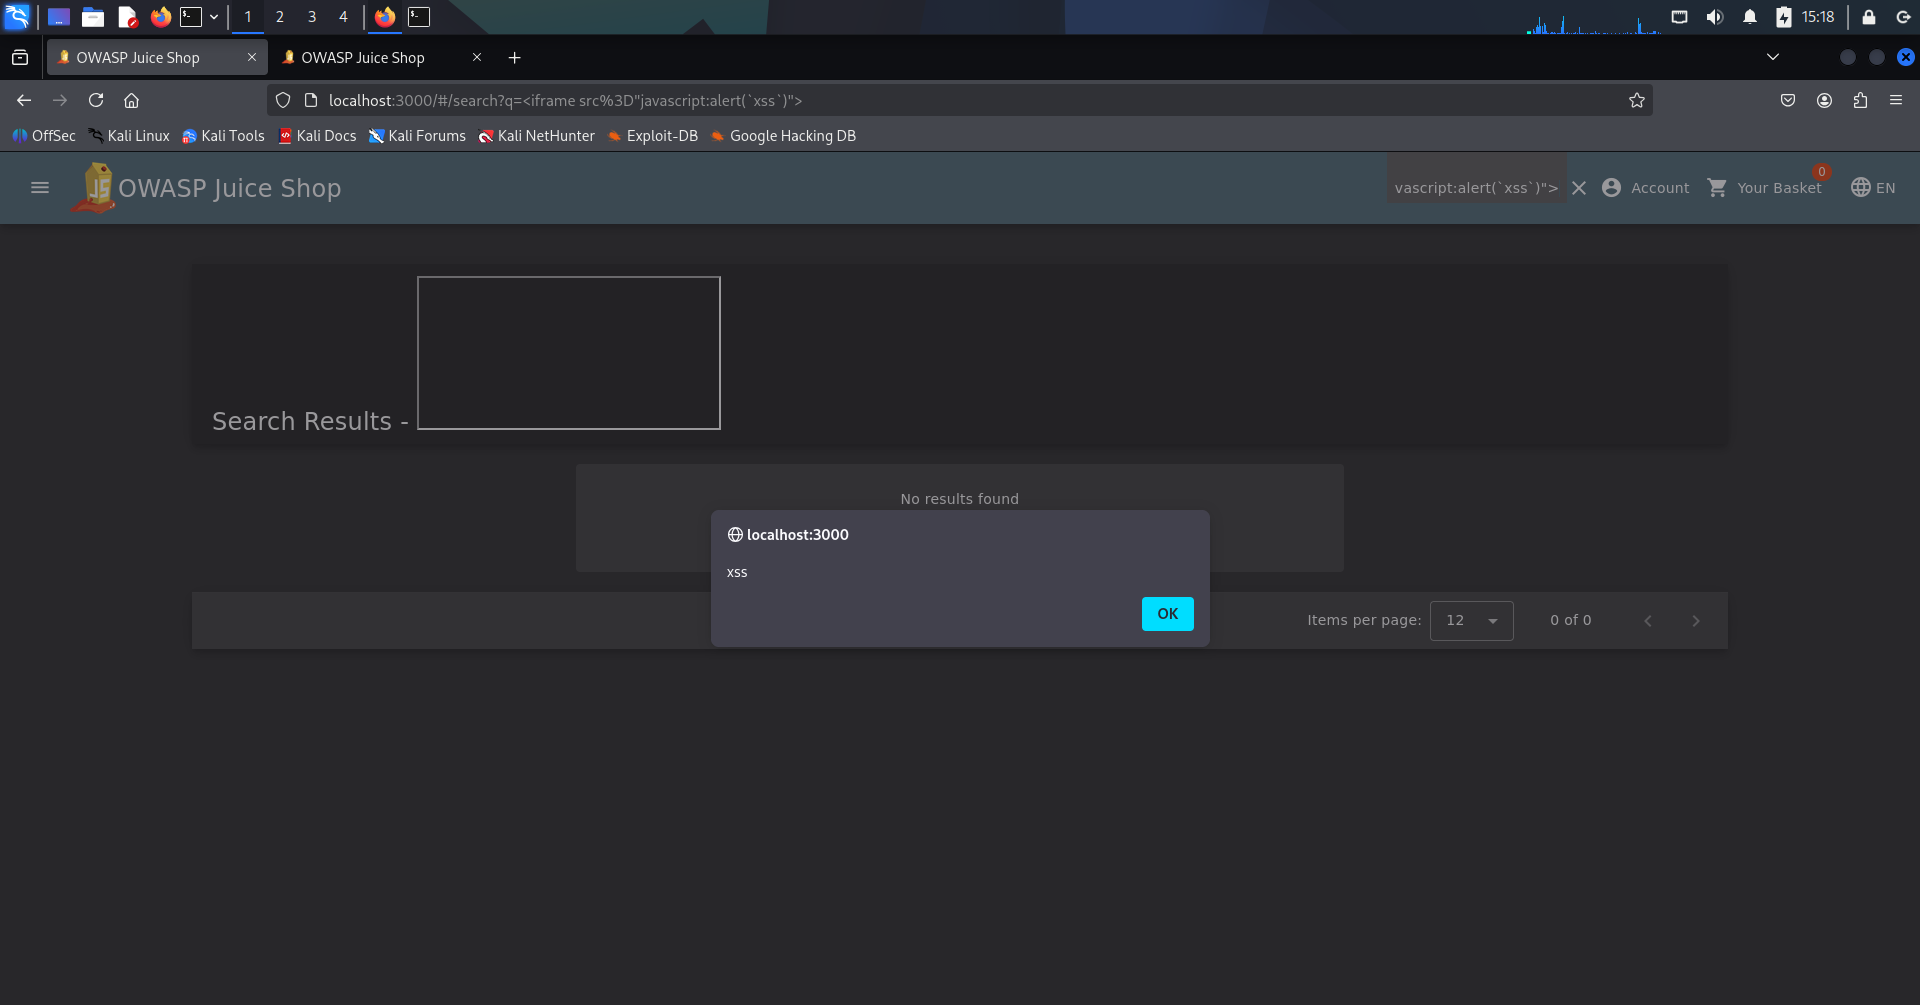 1 2 3 4 15:18
OWASP Juice Shop OWASP Juice Shop
localhost:3000/#/search?q=<iframe src%3D"javascript:alert(`xss`)">
OffSec Kali Linux Kali Tools Kali Docs Kali Forums Kali NetHunter Exploit-DB Google Hacking DB
JS OWASP Juice Shop vascript:alert(`xss`)"> Account Your Basket 0 EN
Search Results -
No results found
localhost:3000
xss
OK
Items per page: 12 0 of 0